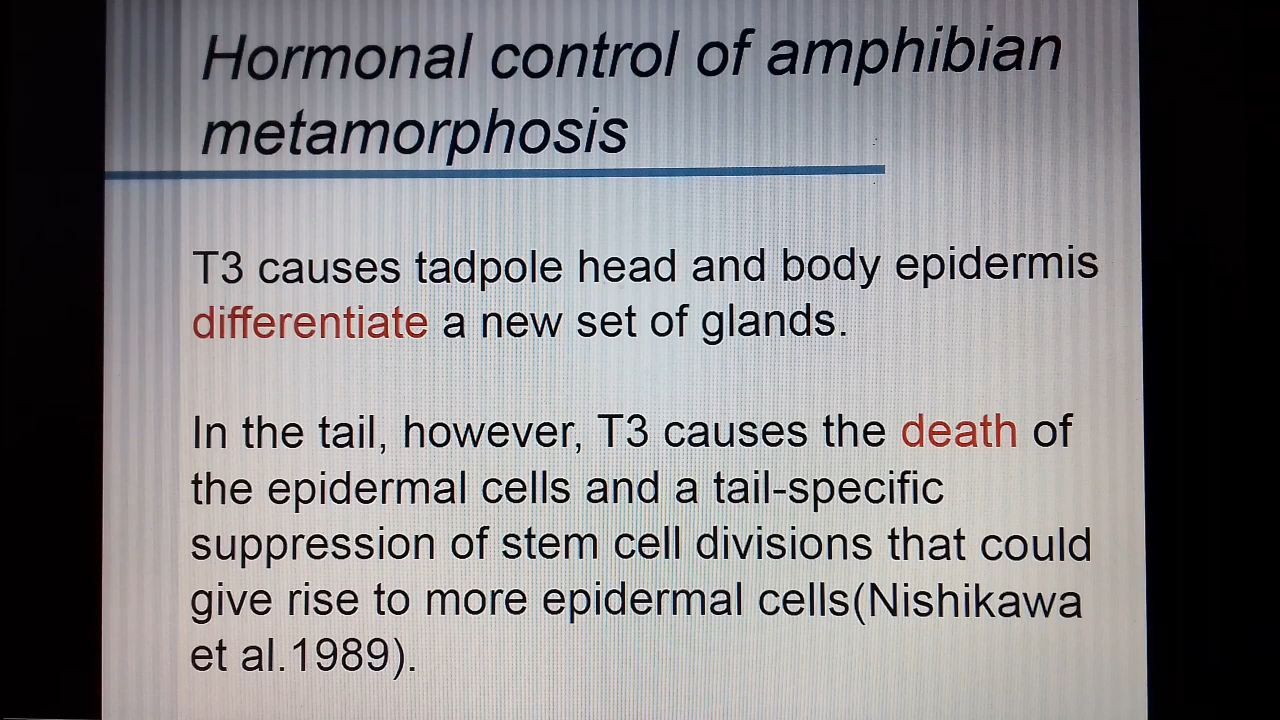 Hormonal control of amphibian
metamorphosis
T3 causes tadpole head and body epidermis
differentiate a new set of glands.
In the tail, however, T3 causes the death of
the epidermal cells and a tail-specific
suppression of stem cell divisions that could
give rise to more epidermal cells(Nishikawa
et al.1989).